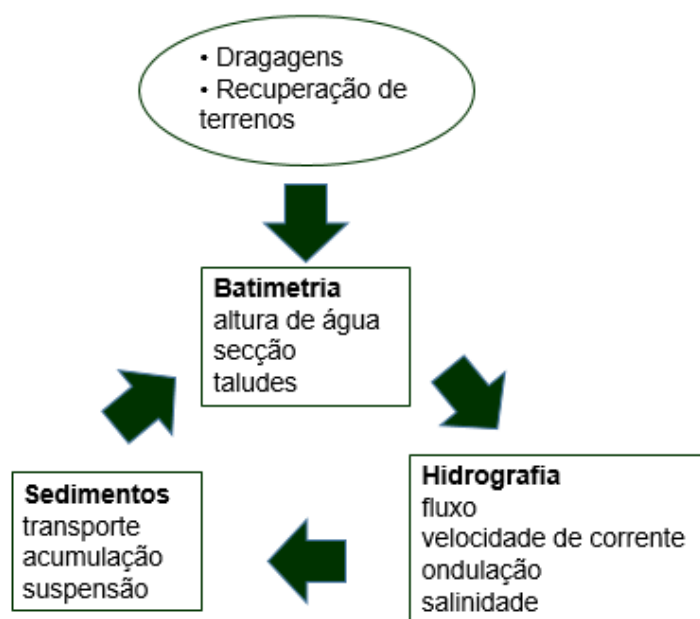 • Dragagens
• Recuperação de
terrenos
Batimetria
altura de água
secção
taludes
Hidrografia
fluxo
velocidade de corrente
ondulação
salinidade
Sedimentos
transporte
acumulação
suspensão